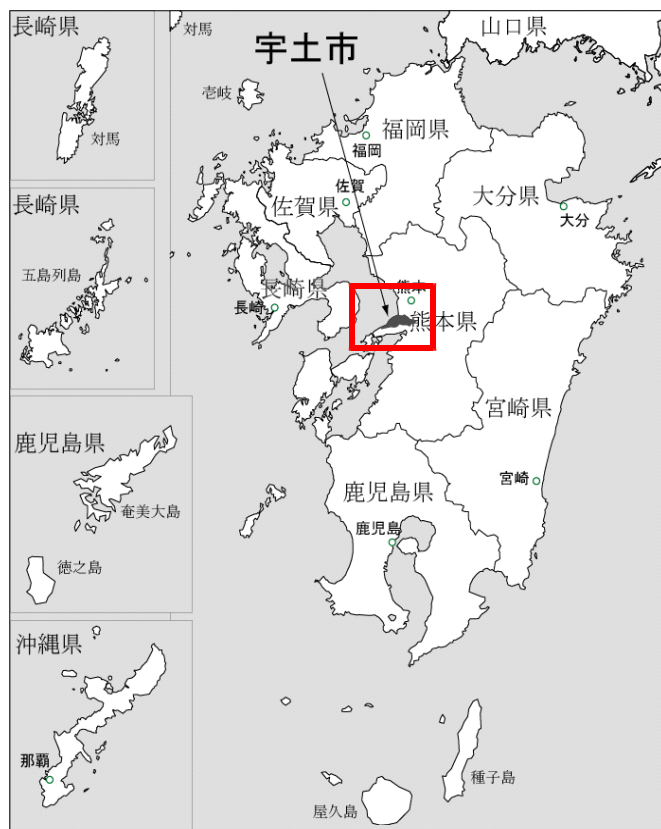 長崎県
対馬
対馬
長崎県
五島列島
鹿児島県
奄美大島
徳之島
沖縄県
那覇
山口県
宇土市
壱岐
福岡県
福岡
佐賀
佐賀県
大分県
大分
長崎県
長崎
熊本
熊本県
宮崎県
宮崎
鹿児島県
鹿児島
種子島
屋久島